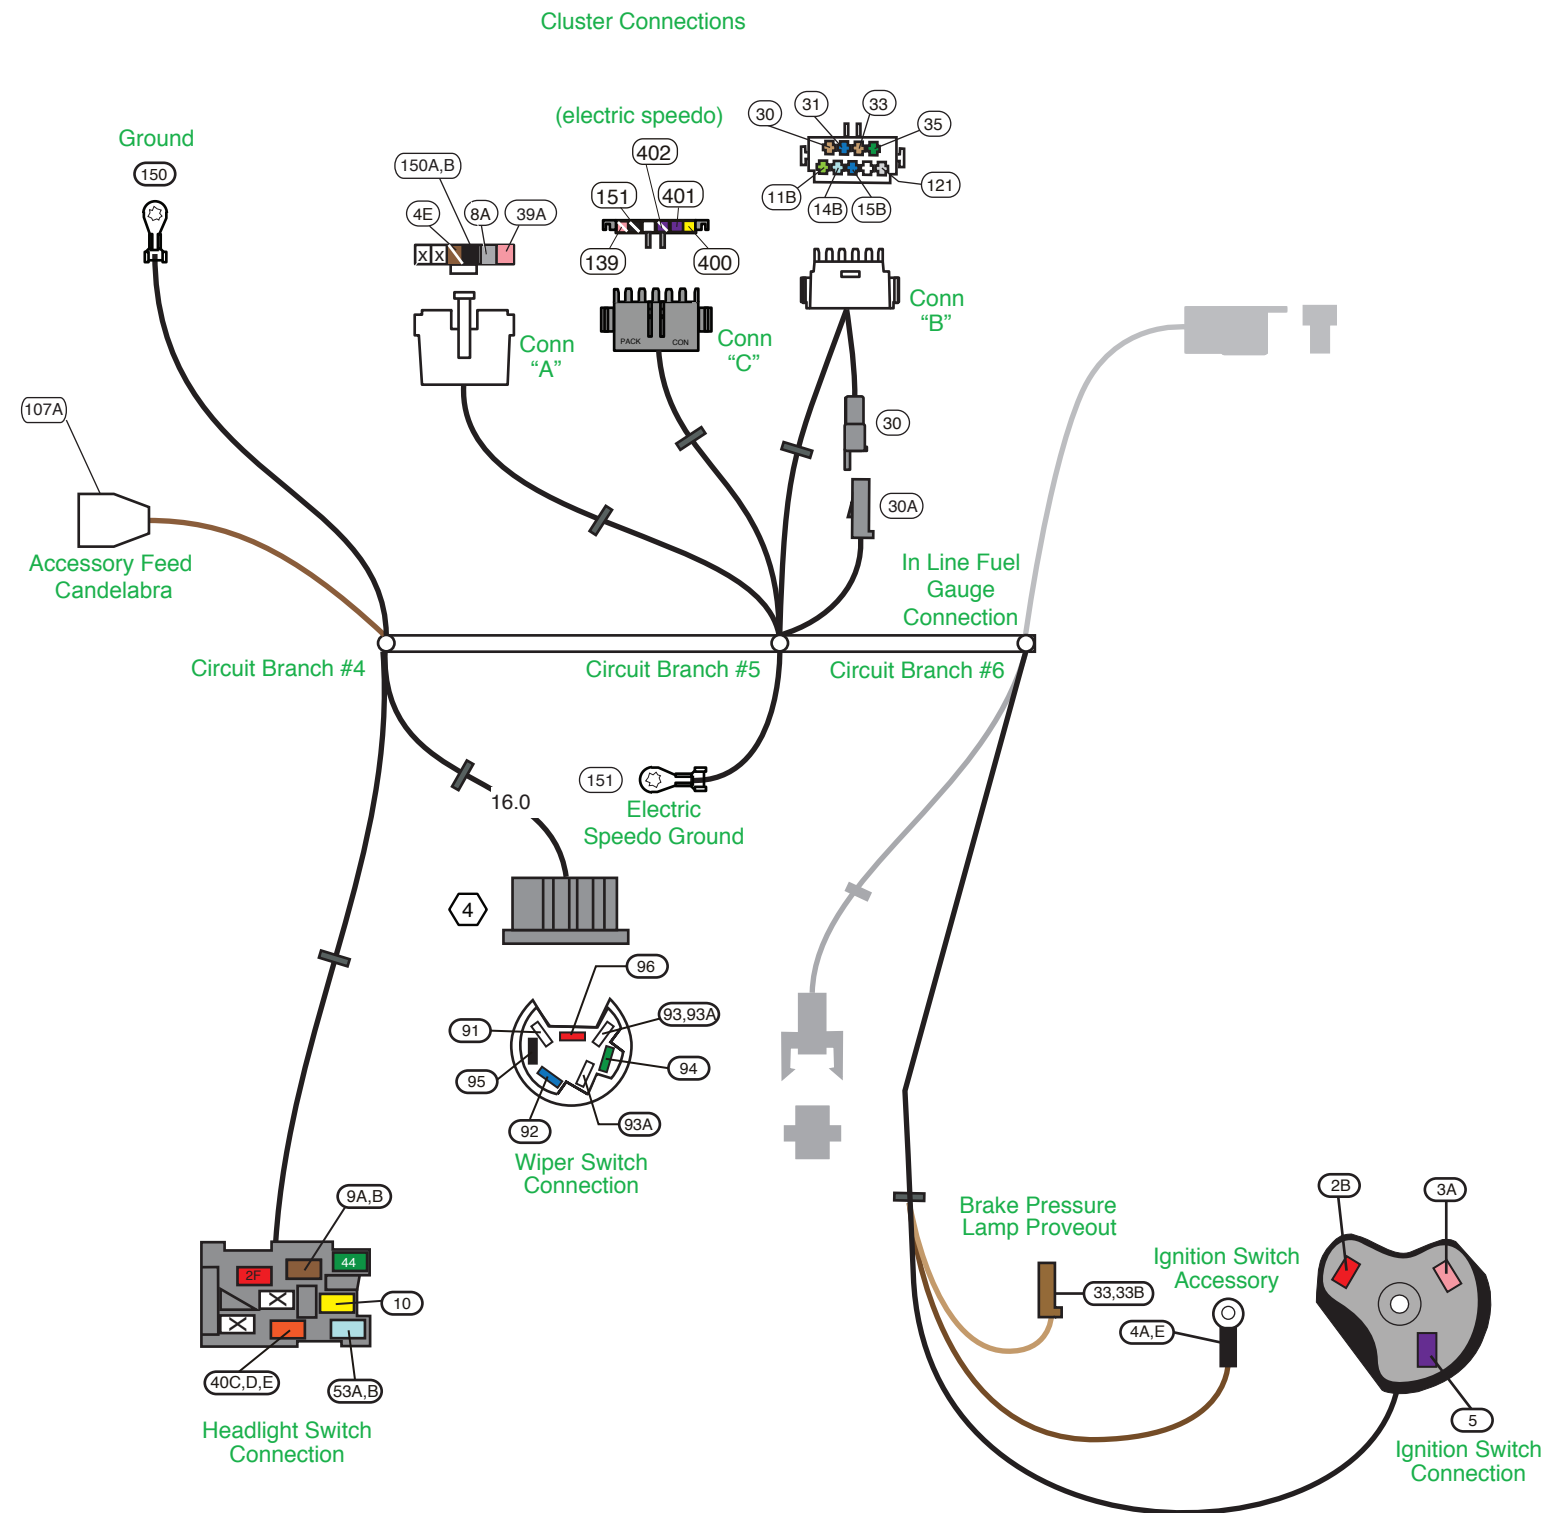 Cluster Connections
(electric speedo)
Ground
150
150A,B
4E
8A
39A
X X
402
151
401
139
400
30
31
33
35
11B
14B
15B
121
PACK CON
Conn
“A”
Conn
“C”
Conn
“B”
107A
Accessory Feed
Candelabra
30
30A
In Line Fuel
Gauge
Connection
Circuit Branch #4
Circuit Branch #5
Circuit Branch #6
16.0
151
Electric
Speedo Ground
4
96
91
93,93A
95
94
92
93A
Wiper Switch
Connection
9A,B
2F
44
X
10
X
40C,D,E
53A,B
Headlight Switch
Connection
Brake Pressure
Lamp Proveout
33,33B
Ignition Switch
Accessory
4A,E
2B
3A
5
Ignition Switch
Connection